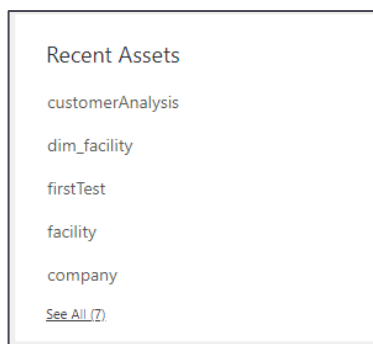 Recent Assets
customerAnalysis
dim_facility
firstTest
facility
company
See All (7)